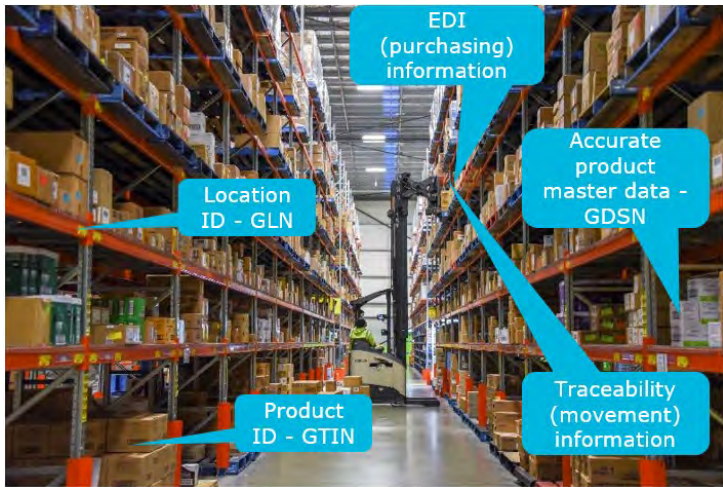 EDI
(purchasing)
information
Accurate
product
master data -
GDSN
Location
ID - GLN
Product
ID - GTIN
Traceability
(movement)
information